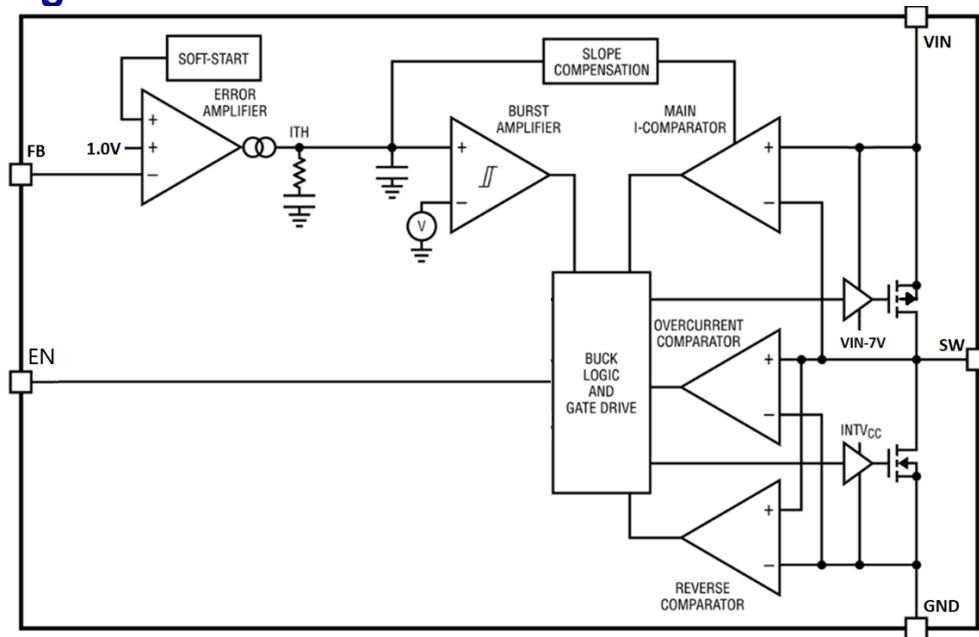 VIN
SOFT-START
SLOPE
COMPENSATION
ERROR
AMPLIFIER
BURST
AMPLIFIER
MAIN
I-COMPARATOR
ITH
+
+
1.0V
−
FB
+
−
V
+
−
VIN-7V
SW
OVERCURRENT
COMPARATOR
EN
BUCK
LOGIC
AND
GATE DRIVE
+
−
INTVCC
+
−
REVERSE
COMPARATOR
GND